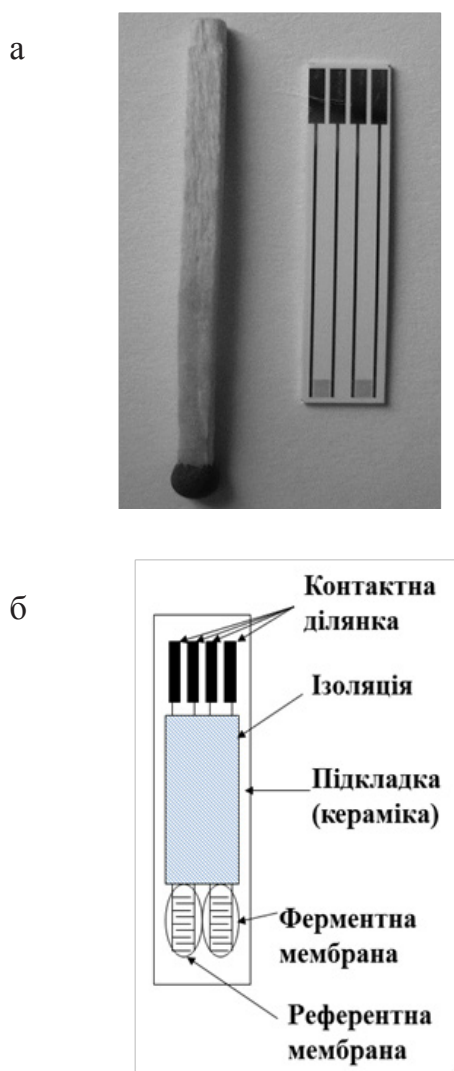 а
б
Контактна
ділянка
Ізоляція
Підкладка
(кераміка)
Ферментна
мембрана
Референтна
мембрана